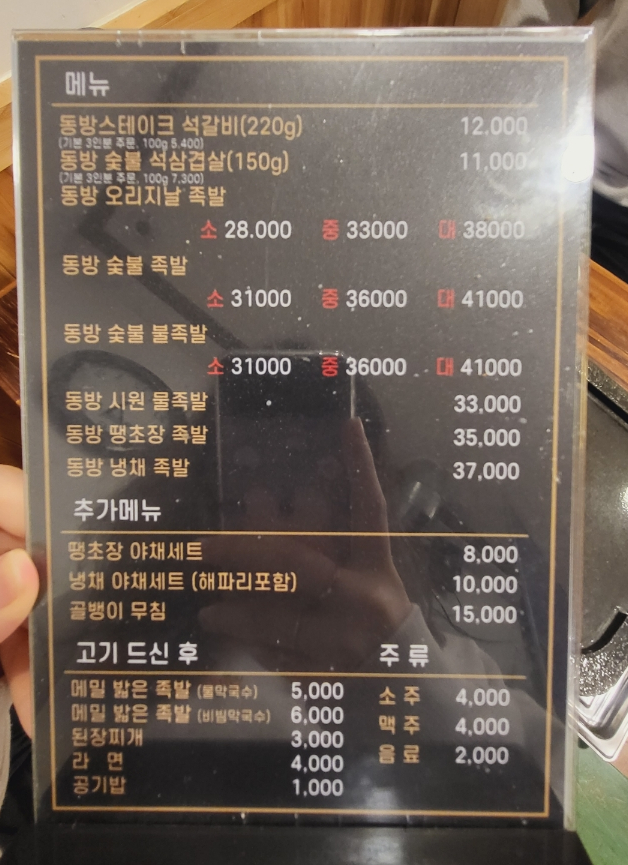 메뉴
동방스테이크 석갈비(220g) 12.000
(기본 3인분 주문, 100g 5.400)
동방 숯불 석삼겹살(150g) 11,000
(기본 3인분 주문, 100g 7,300)
동방 오리지날 족발
소 28.000 중 33000 대 38000
동방 숯불 족발
소 31000 중 36000 대 41000
동방 숯불 불족발
소 31000 중 36000 대 41000
동방 시원 물족발 33,000
동방 땡초장 족발 35,000
동방 냉채 족발 37,000
추가메뉴
땡초장 야채세트 8,000
냉채 야채세트 (해파리포함) 10,000
골뱅이 무침 15,000
고기 드신 후
메밀 밟은 족발 (물막국수) 5,000
메밀 밟은 족발 (비빔막국수) 6,000
된장찌개 3,000
라 면 4,000
공기밥 1,000
주 류
소 주 4,000
맥 주 4,000
음 료 2,000